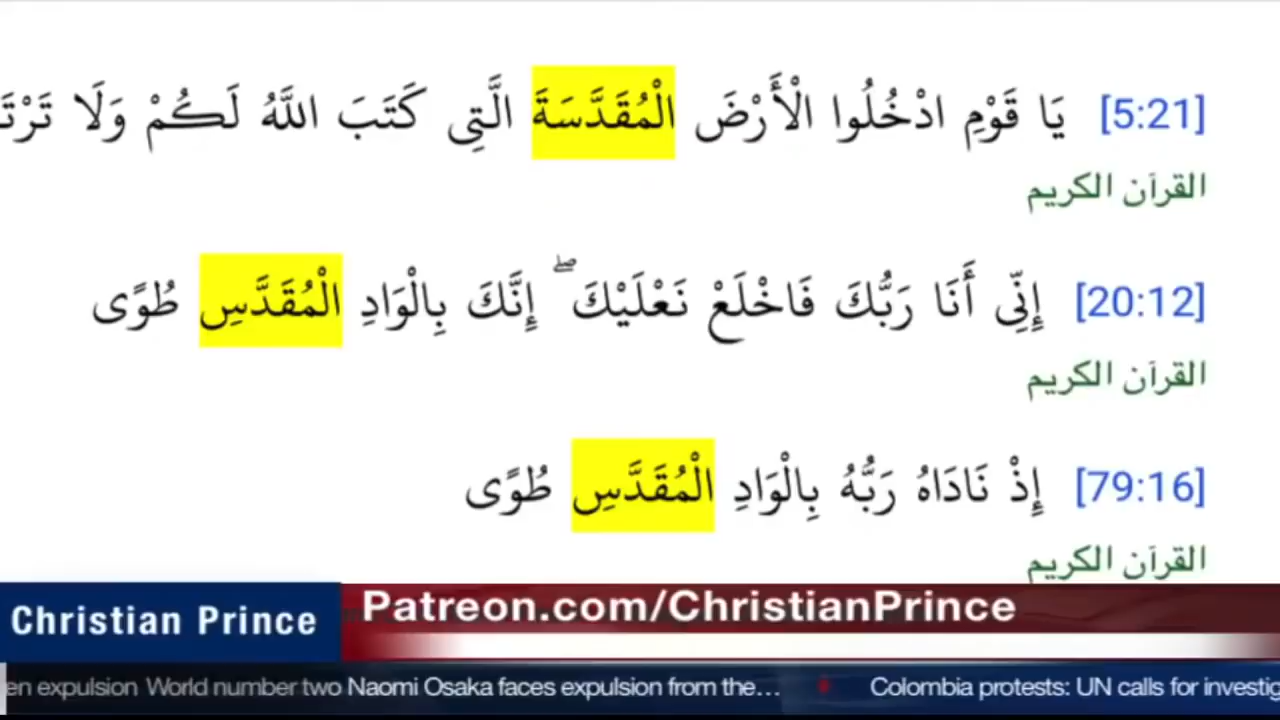 [5:21] يَا قَوْمِ ادْخُلُوا الْأَرْضَ الْمُقَدَّسَةَ الَّتِي كَتَبَ اللَّهُ لَكُمْ وَلَا
القرآن الكريم
[20:12] إِنِّي أَنَا رَبُّكَ فَاخْلَعْ نَعْلَيْكَ ۖ إِنَّكَ بِالْوَادِ الْمُقَدَّسِ طُوًى
القرآن الكريم
[79:16] إِذْ نَادَاهُ رَبُّهُ بِالْوَادِ الْمُقَدَّسِ طُوًى
القرآن الكريم
Patreon.com/ChristianPrince
Christian Prince
expulsion World number two Naomi Osaka faces expulsion from the... Colombia protests: UN calls for